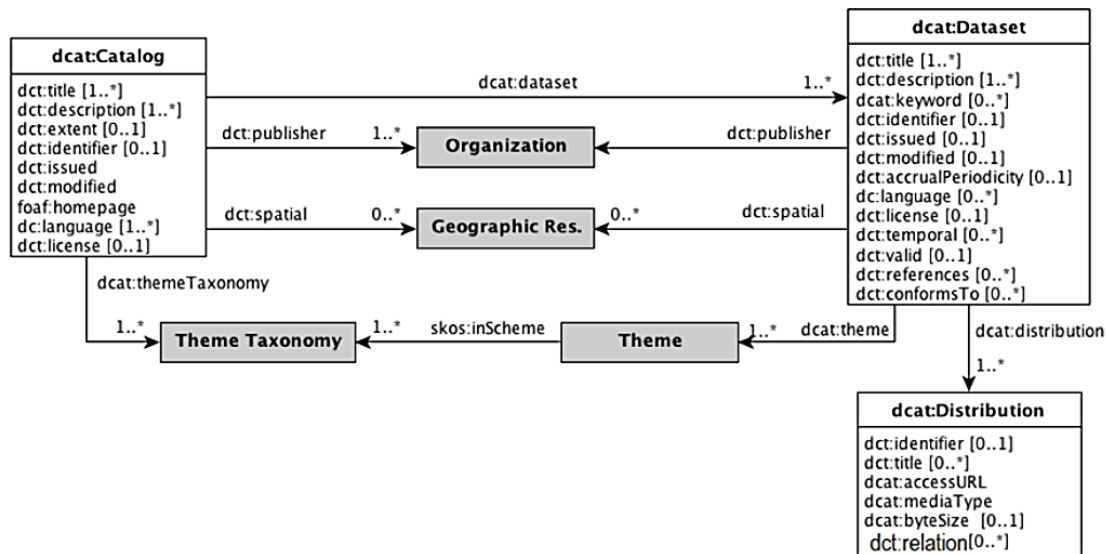 dcat:Catalog
dct:title [1..*]
dct:description [1..*]
dct:extent [0..1]
dct:identifier [0..1]
dct:issued
dct:modified
foaf:homepage
dc:language [1..*]
dct:license [0..1]
dcat:dataset
1..*
dct:publisher
1..*
Organization
dct:publisher
dct:spatial
0..*
Geographic Res.
0..*
dct:spatial
dcat:themeTaxonomy
1..*
Theme Taxonomy
1..*
skos:inScheme
Theme
1..*
dcat:theme
dcat:Dataset
dct:title [1..*]
dct:description [1..*]
dcat:keyword [0..*]
dct:identifier [0..1]
dct:issued [0..1]
dct:modified [0..1]
dct:accrualPeriodicity [0..1]
dc:language [0..*]
dct:license [0..1]
dct:temporal [0..*]
dct:valid [0..1]
dct:references [0..*]
dct:conformsTo [0..*]
dcat:distribution
1..*
dcat:Distribution
dct:identifier [0..1]
dct:title [0..*]
dcat:accessURL
dcat:mediaType
dcat:byteSize [0..1]
dct:relation[0..*]